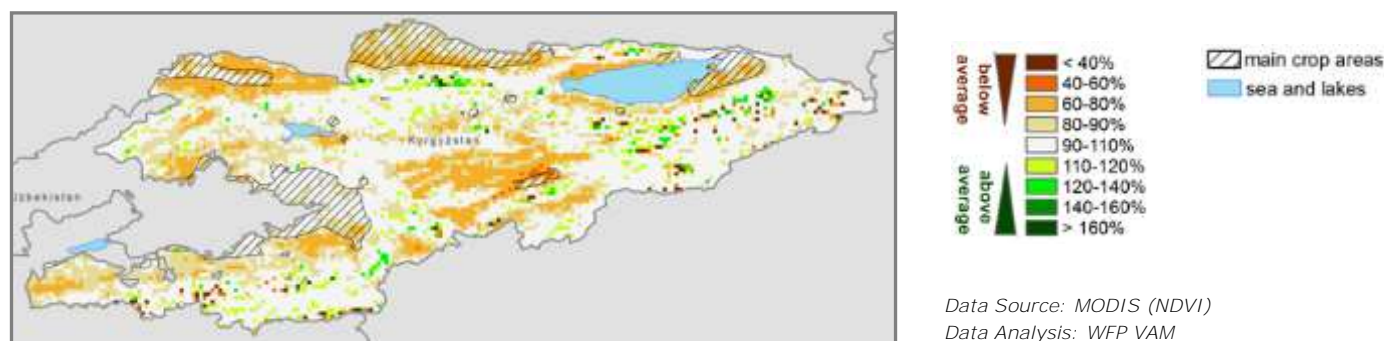 Kyrgyzstan
Uzbekistan
below
average
above
average
< 40%
40-60%
60-80%
80-90%
90-110%
110-120%
120-140%
140-160%
> 160%
main crop areas
sea and lakes
Data Source: MODIS (NDVI)
Data Analysis: WFP VAM